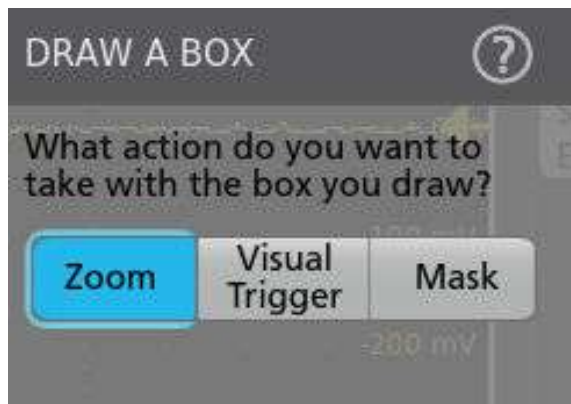 DRAW A BOX
?
What action do you want to
take with the box you draw?
Zoom
Visual
Trigger
Mask
-200 mV